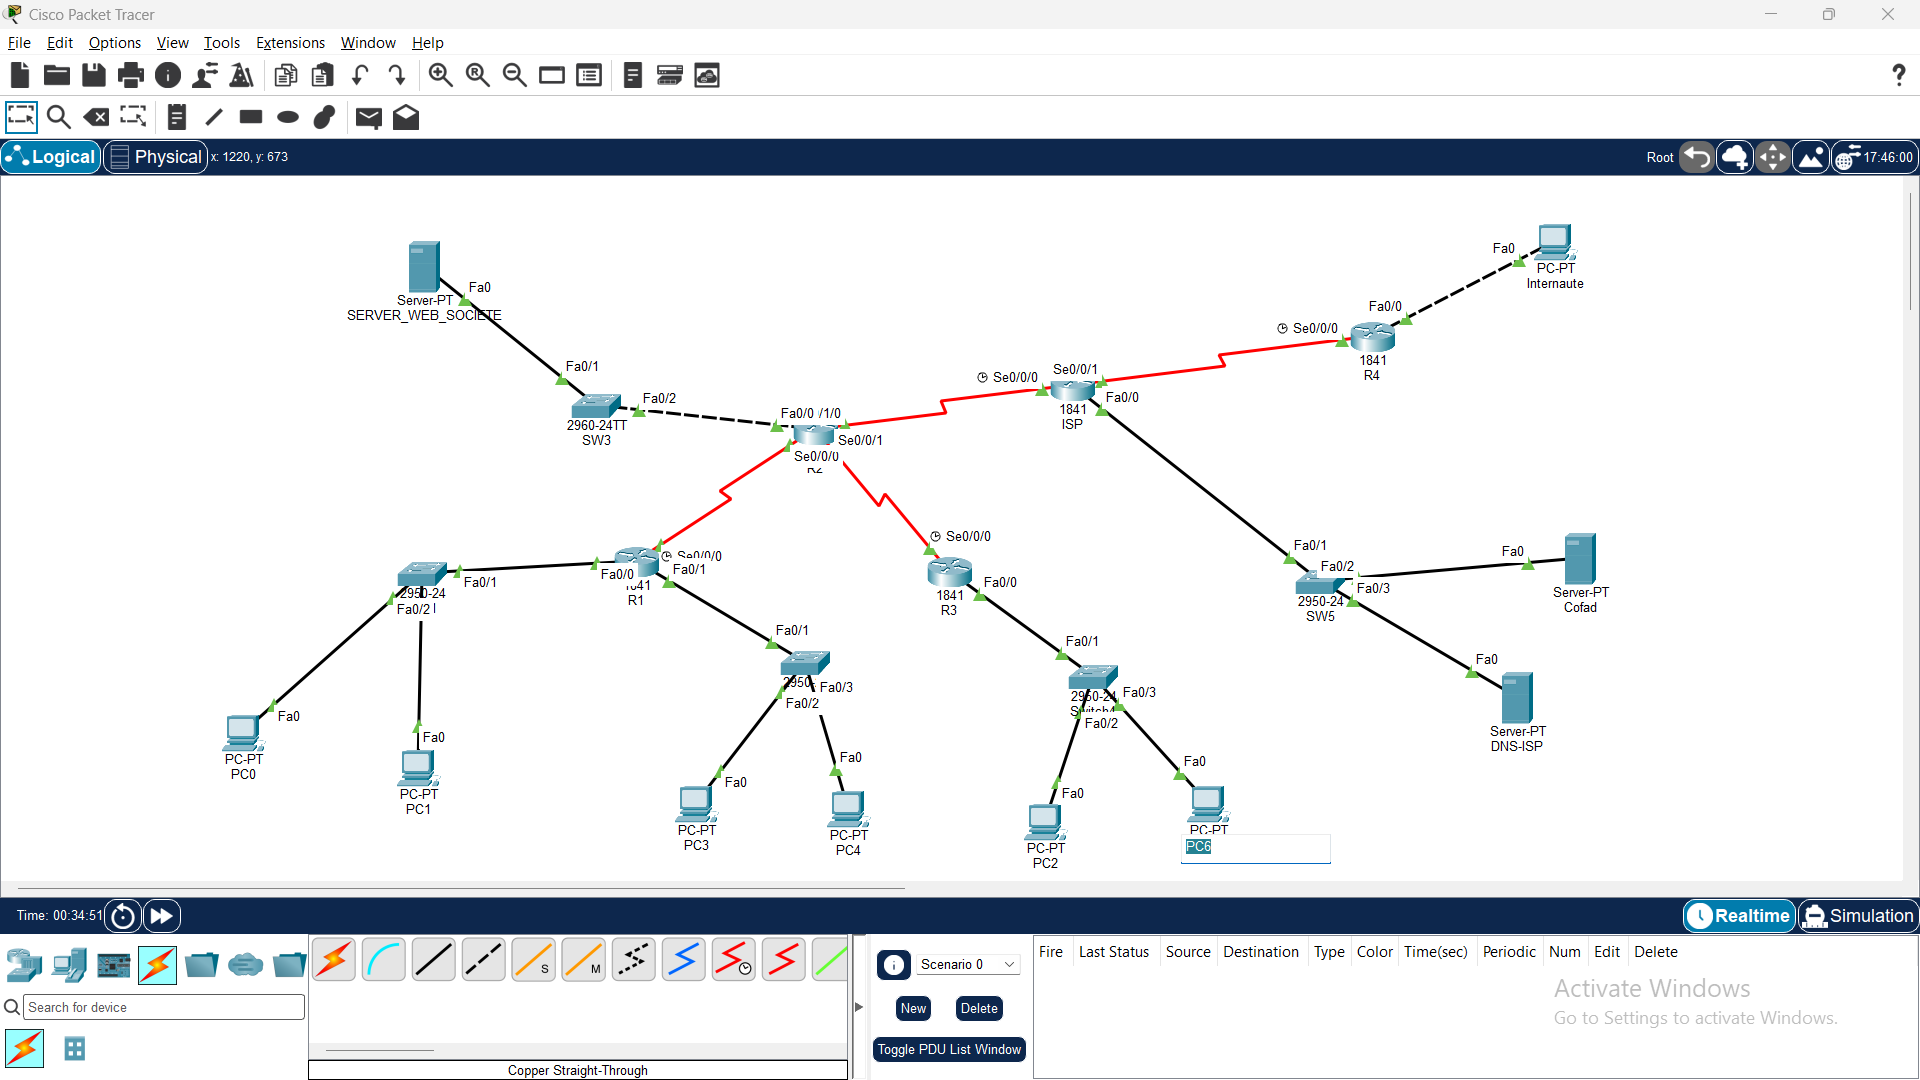 Cisco Packet Tracer
File Edit Options View Tools Extensions Window Help
Logical Physical x: 1220, y: 673 Root 17:46:00
Fa0
PC-PT
Internaute
Fa0
Server-PT
SERVER_WEB_SOCIETE
Fa0/0
Se0/0/0
1841
R4
Fa0/1
Se0/0/0
Se0/0/1
Fa0/0
1841
ISP
Fa0/2
2960-24TT
SW3
Fa0/0 /1/0
Se0/0/1
Se0/0/0
R2
Se0/0/0
Fa0/0
1841
R3
Fa0/1
Fa0/2
Fa0/3
2950-24
SW5
Fa0
Server-PT
Cofad
Se0/0/0
Fa0/0
Fa0/1
1841
R1
Fa0/1
2950-24
Fa0/2
Fa0/1
2950-
Fa0/3
Fa0/2
Fa0/1
2950-24
Switch4
Fa0/3
Fa0/2
Fa0
Server-PT
DNS-ISP
Fa0
PC-PT
PC0
Fa0
PC-PT
PC1
Fa0
PC-PT
PC3
Fa0
PC-PT
PC4
Fa0
PC-PT
PC2
Fa0
PC-PT
PC6
Time: 00:34:51 Realtime Simulation
S M
Search for device
Copper Straight-Through
Scenario 0
New Delete
Toggle PDU List Window
Fire Last Status Source Destination Type Color Time(sec) Periodic Num Edit Delete
Activate Windows
Go to Settings to activate Windows.